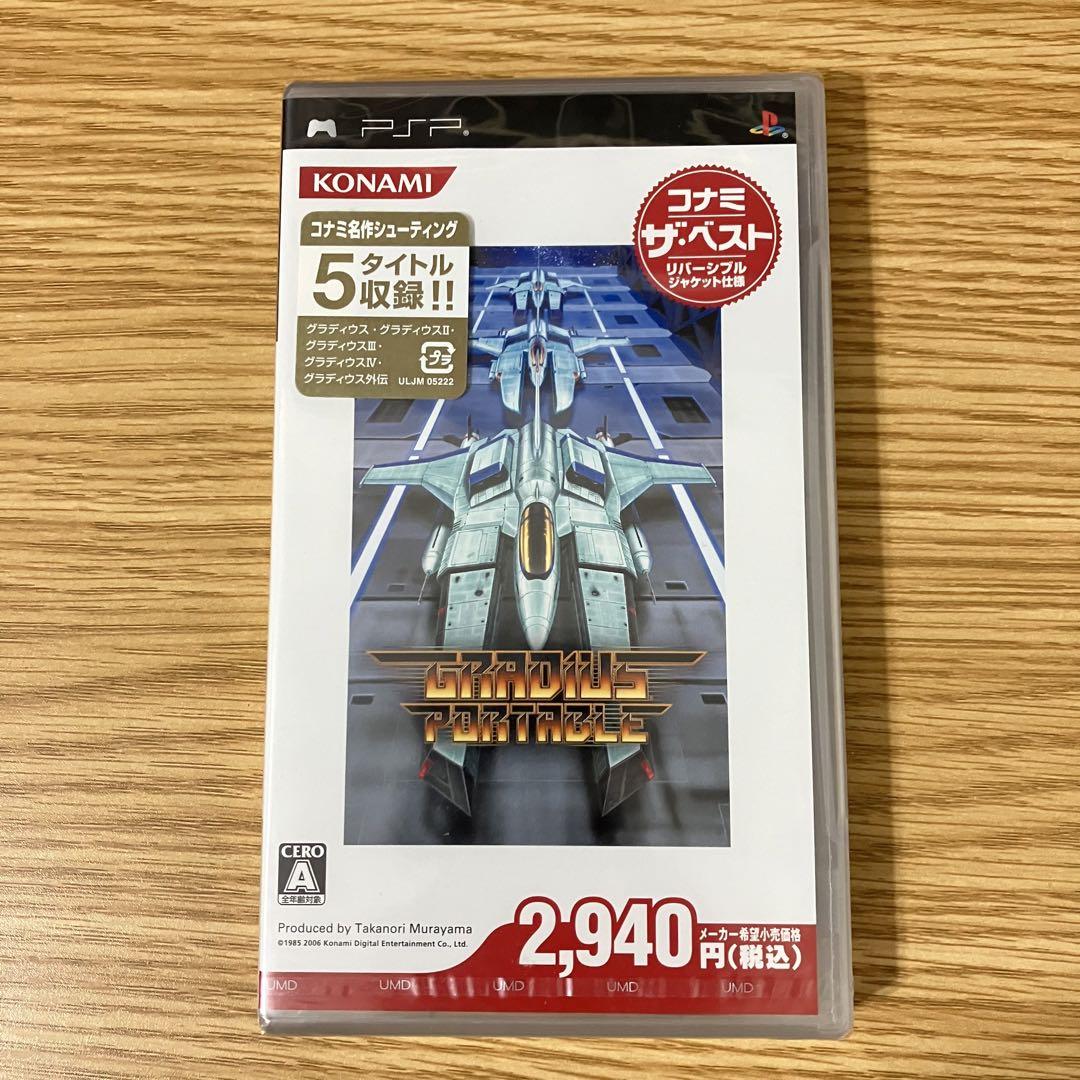 PSP®
KONAMI
コナミ
ザ・ベスト
リバーシブル
ジャケット仕様
コナミ名作シューティング
5タイトル
収録!!
グラディウス・グラディウスII・
グラディウスIII・
グラディウスIV・
グラディウス外伝
プラ
ULJM 05222
GRADIUS
PORTABLE
CERO
A
全年齢対象
Produced by Takanori Murayama
©1985 2006 Konami Digital Entertainment Co., Ltd.
2,940
メーカー希望小売価格
円(税込)
UMD UMD UMD UMD UMD